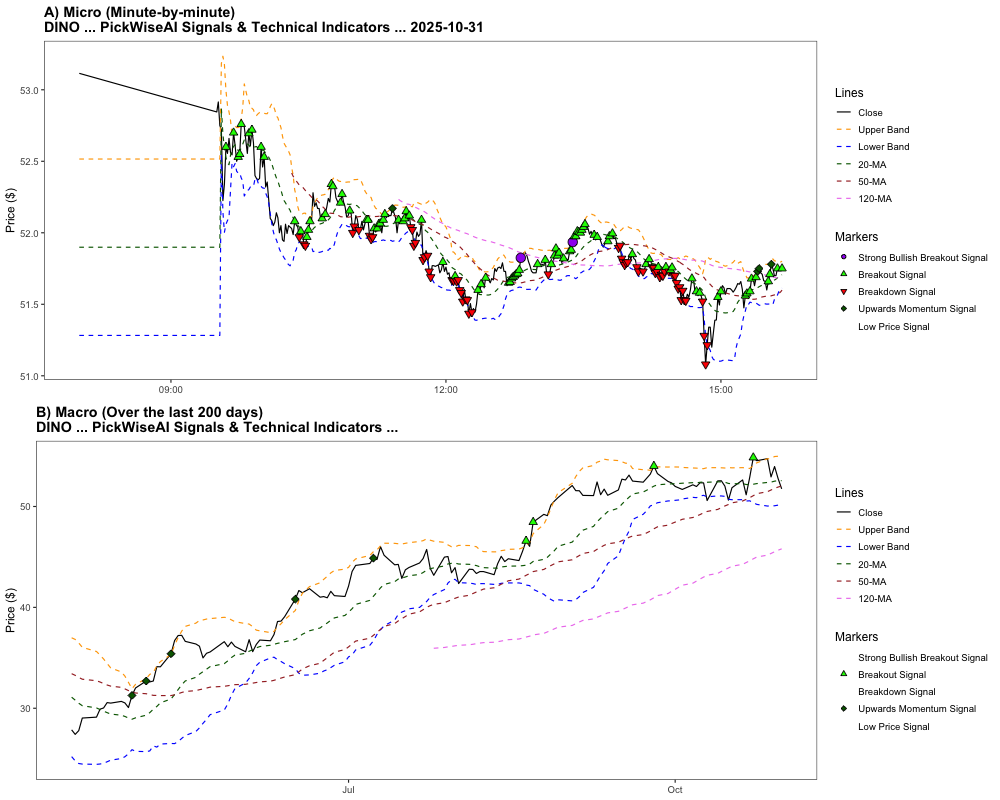 A) Micro (Minute-by-minute)
DINO ... PickWiseAI Signals & Technical Indicators ... 2025-10-31
Price ($)
53.0
52.5
52.0
51.5
51.0
09:00
12:00
15:00
Lines
Close
Upper Band
Lower Band
20-MA
50-MA
120-MA
Markers
Strong Bullish Breakout Signal
Breakout Signal
Breakdown Signal
Upwards Momentum Signal
Low Price Signal
B) Macro (Over the last 200 days)
DINO ... PickWiseAI Signals & Technical Indicators ...
Price ($)
50
40
30
Jul
Oct
Lines
Close
Upper Band
Lower Band
20-MA
50-MA
120-MA
Markers
Strong Bullish Breakout Signal
Breakout Signal
Breakdown Signal
Upwards Momentum Signal
Low Price Signal